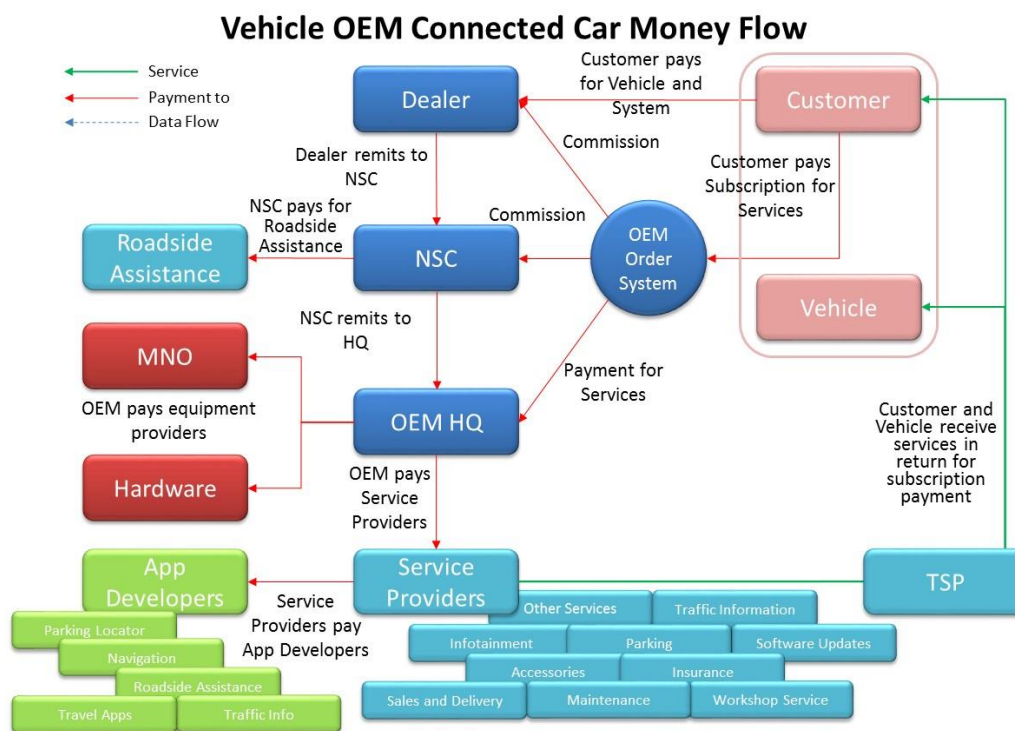 Vehicle OEM Connected Car Money Flow
Service
Payment to
Data Flow
Dealer
Customer pays
for Vehicle and
System
Customer
Commission
Dealer remits to
NSC
Customer pays
Subscription for
Services
NSC pays for
Roadside
Assistance
Commission
Roadside
Assistance
NSC
OEM
Order
System
Vehicle
NSC remits to
HQ
MNO
Payment for
Services
OEM pays equipment
providers
OEM HQ
Customer and
Vehicle receive
services in
return for
subscription
payment
Hardware
OEM pays
Service
Providers
App
Developers
Service
Providers
TSP
Service
Providers pay
App Developers
Parking Locator
Navigation
Roadside Assistance
Travel Apps
Traffic Info
Other Services
Traffic Information
Infotainment
Parking
Software Updates
Accessories
Insurance
Sales and Delivery
Maintenance
Workshop Service